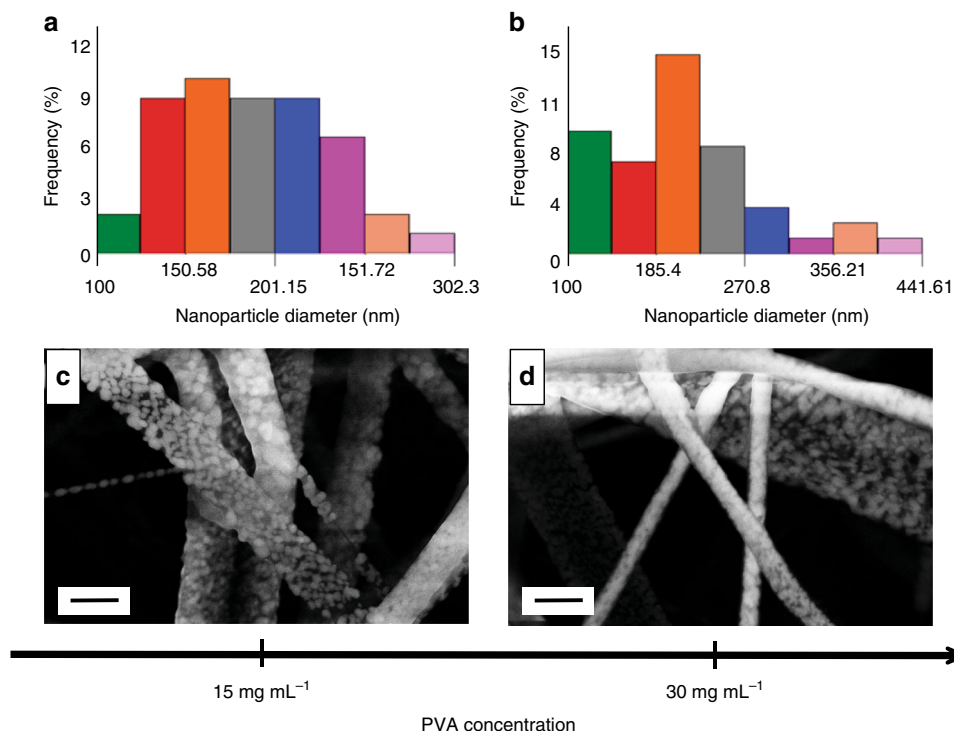 a
12
9
6
3
0
Frequency (%)
150.58
151.72
100
201.15
302.3
Nanoparticle diameter (nm)
b
15
11
8
4
0
Frequency (%)
185.4
356.21
100
270.8
441.61
Nanoparticle diameter (nm)
c
d
15 mg mL⁻¹
30 mg mL⁻¹
PVA concentration